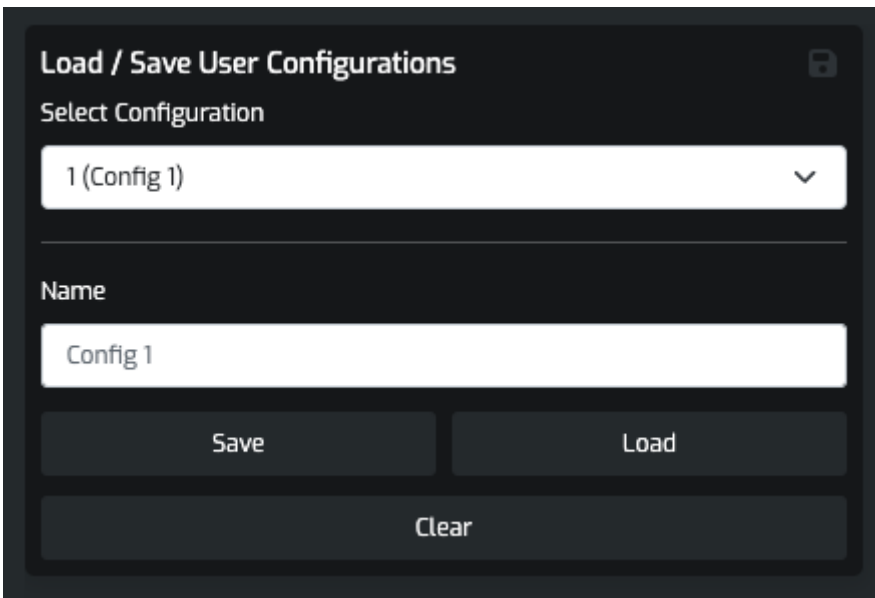 Load / Save User Configurations
Select Configuration
1 (Config 1)
Name
Config 1
Save Load
Clear